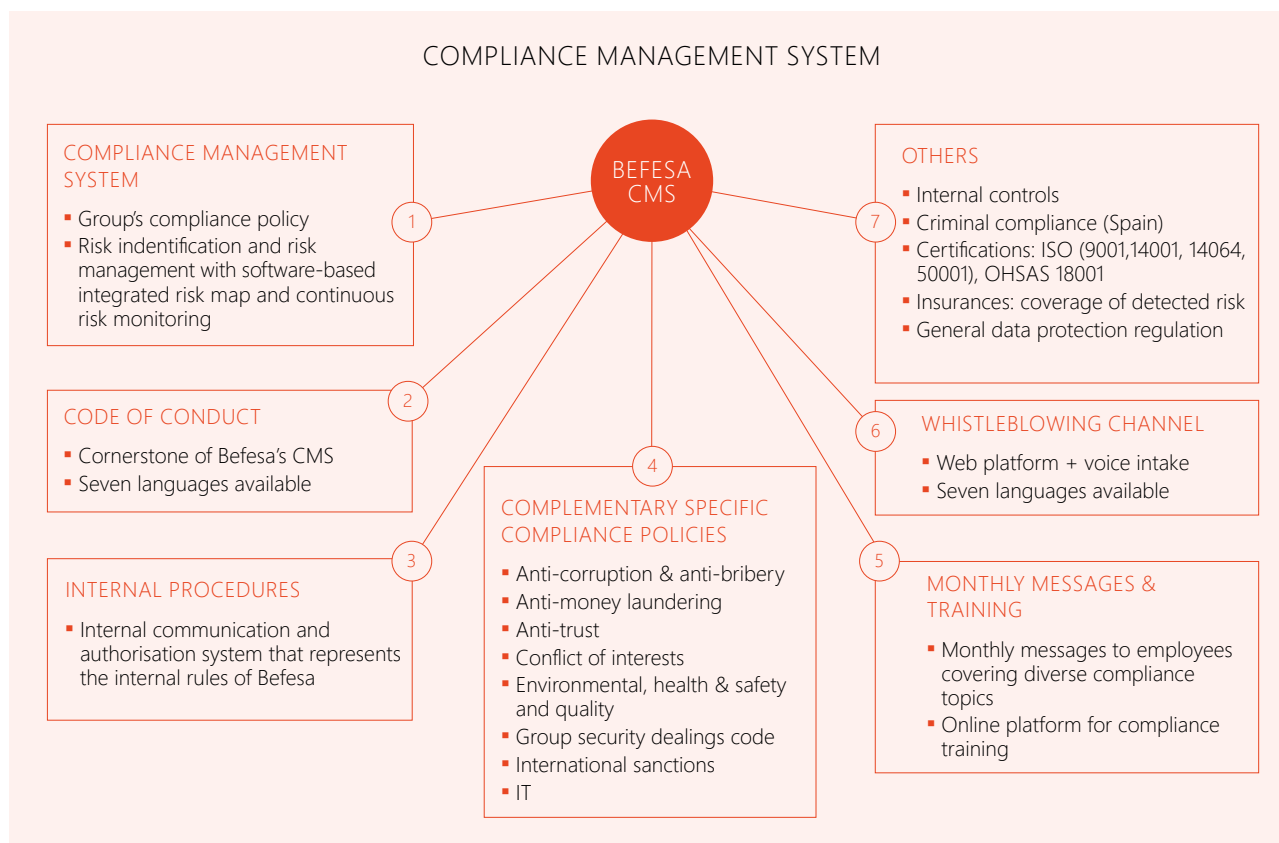 COMPLIANCE MANAGEMENT SYSTEM
BEFESA
CMS
1
COMPLIANCE MANAGEMENT
SYSTEM
▪ Group's compliance policy
▪ Risk indentification and risk
management with software-based
integrated risk map and continuous
risk monitoring
2
CODE OF CONDUCT
▪ Cornerstone of Befesa's CMS
▪ Seven languages available
3
INTERNAL PROCEDURES
▪ Internal communication and
authorisation system that represents
the internal rules of Befesa
4
COMPLEMENTARY SPECIFIC
COMPLIANCE POLICIES
▪ Anti-corruption & anti-bribery
▪ Anti-money laundering
▪ Anti-trust
▪ Conflict of interests
▪ Environmental, health & safety
and quality
▪ Group security dealings code
▪ International sanctions
▪ IT
5
MONTHLY MESSAGES &
TRAINING
▪ Monthly messages to employees
covering diverse compliance
topics
▪ Online platform for compliance
training
6
WHISTLEBLOWING CHANNEL
▪ Web platform + voice intake
▪ Seven languages available
7
OTHERS
▪ Internal controls
▪ Criminal compliance (Spain)
▪ Certifications: ISO (9001,14001, 14064,
50001), OHSAS 18001
▪ Insurances: coverage of detected risk
▪ General data protection regulation